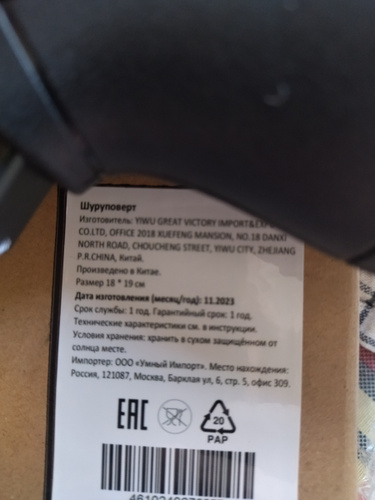 Шуруповерт
Изготовитель: YIWU GREAT VICTORY IMPORT&EXP
CO.LTD, OFFICE 2018 XUEFENG MANSION, NO.18 DANXI
NORTH ROAD, CHOUCHENG STREET, YIWU CITY, ZHEJIANG
P.R.CHINA, Китай.
Произведено в Китае.
Размер 18 * 19 см
Дата изготовления (месяц/год): 11.2023
Срок службы: 1 год. Гарантийный срок: 1 год.
Технические характеристики см. в инструкции.
Условия хранения: хранить в сухом защищённом от
солнца месте.
Импортер: ООО «Умный Импорт». Место нахождения:
Россия, 121087, Москва, Барклая ул, 6, стр. 5, офис 309.
EAC
20
PAP